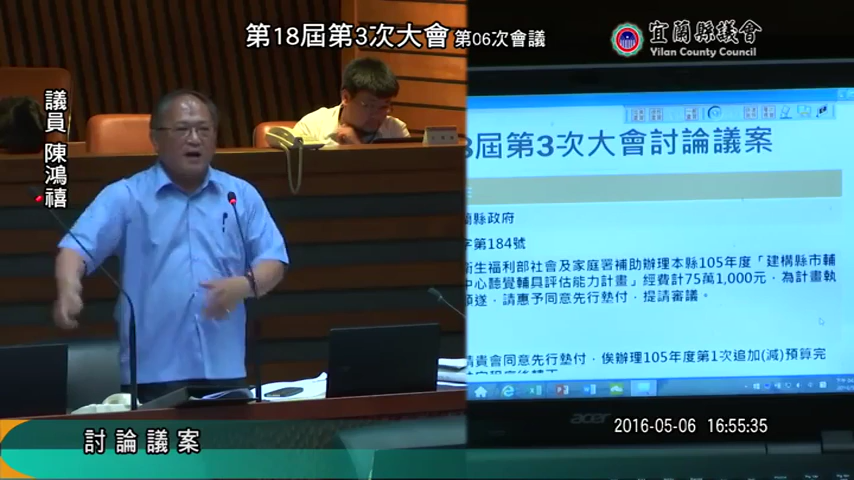 第18屆第3次大會 第06次會議
宜蘭縣議會
Yilan County Council
議員 陳鴻禧
屆第3次大會討論議案
縣政府
字第184號
衛生福利部社會及家庭署補助辦理本縣105年度「建構縣市輔
中心聽覺輔具評估能力計畫」經費計75萬1,000元，為計畫執
，請惠予同意先行墊付，提請審議。
請貴會同意先行墊付，俟辦理105年度第1次追加(減)預算完
acer
2016-05-06 16:55:35
討論議案